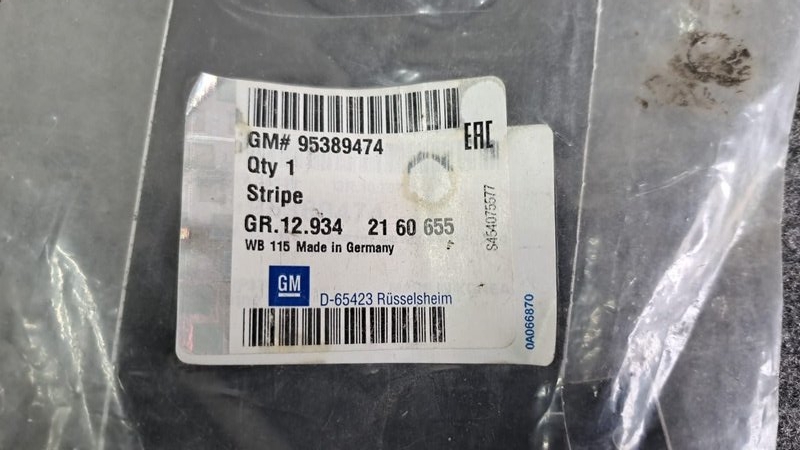 GM# 95389474
EAC
Qty 1
Stripe
GR.12.934 21 60 655
WB 115 Made in Germany
GM
D-65423 Rüsselsheim
S454075577
0A066870